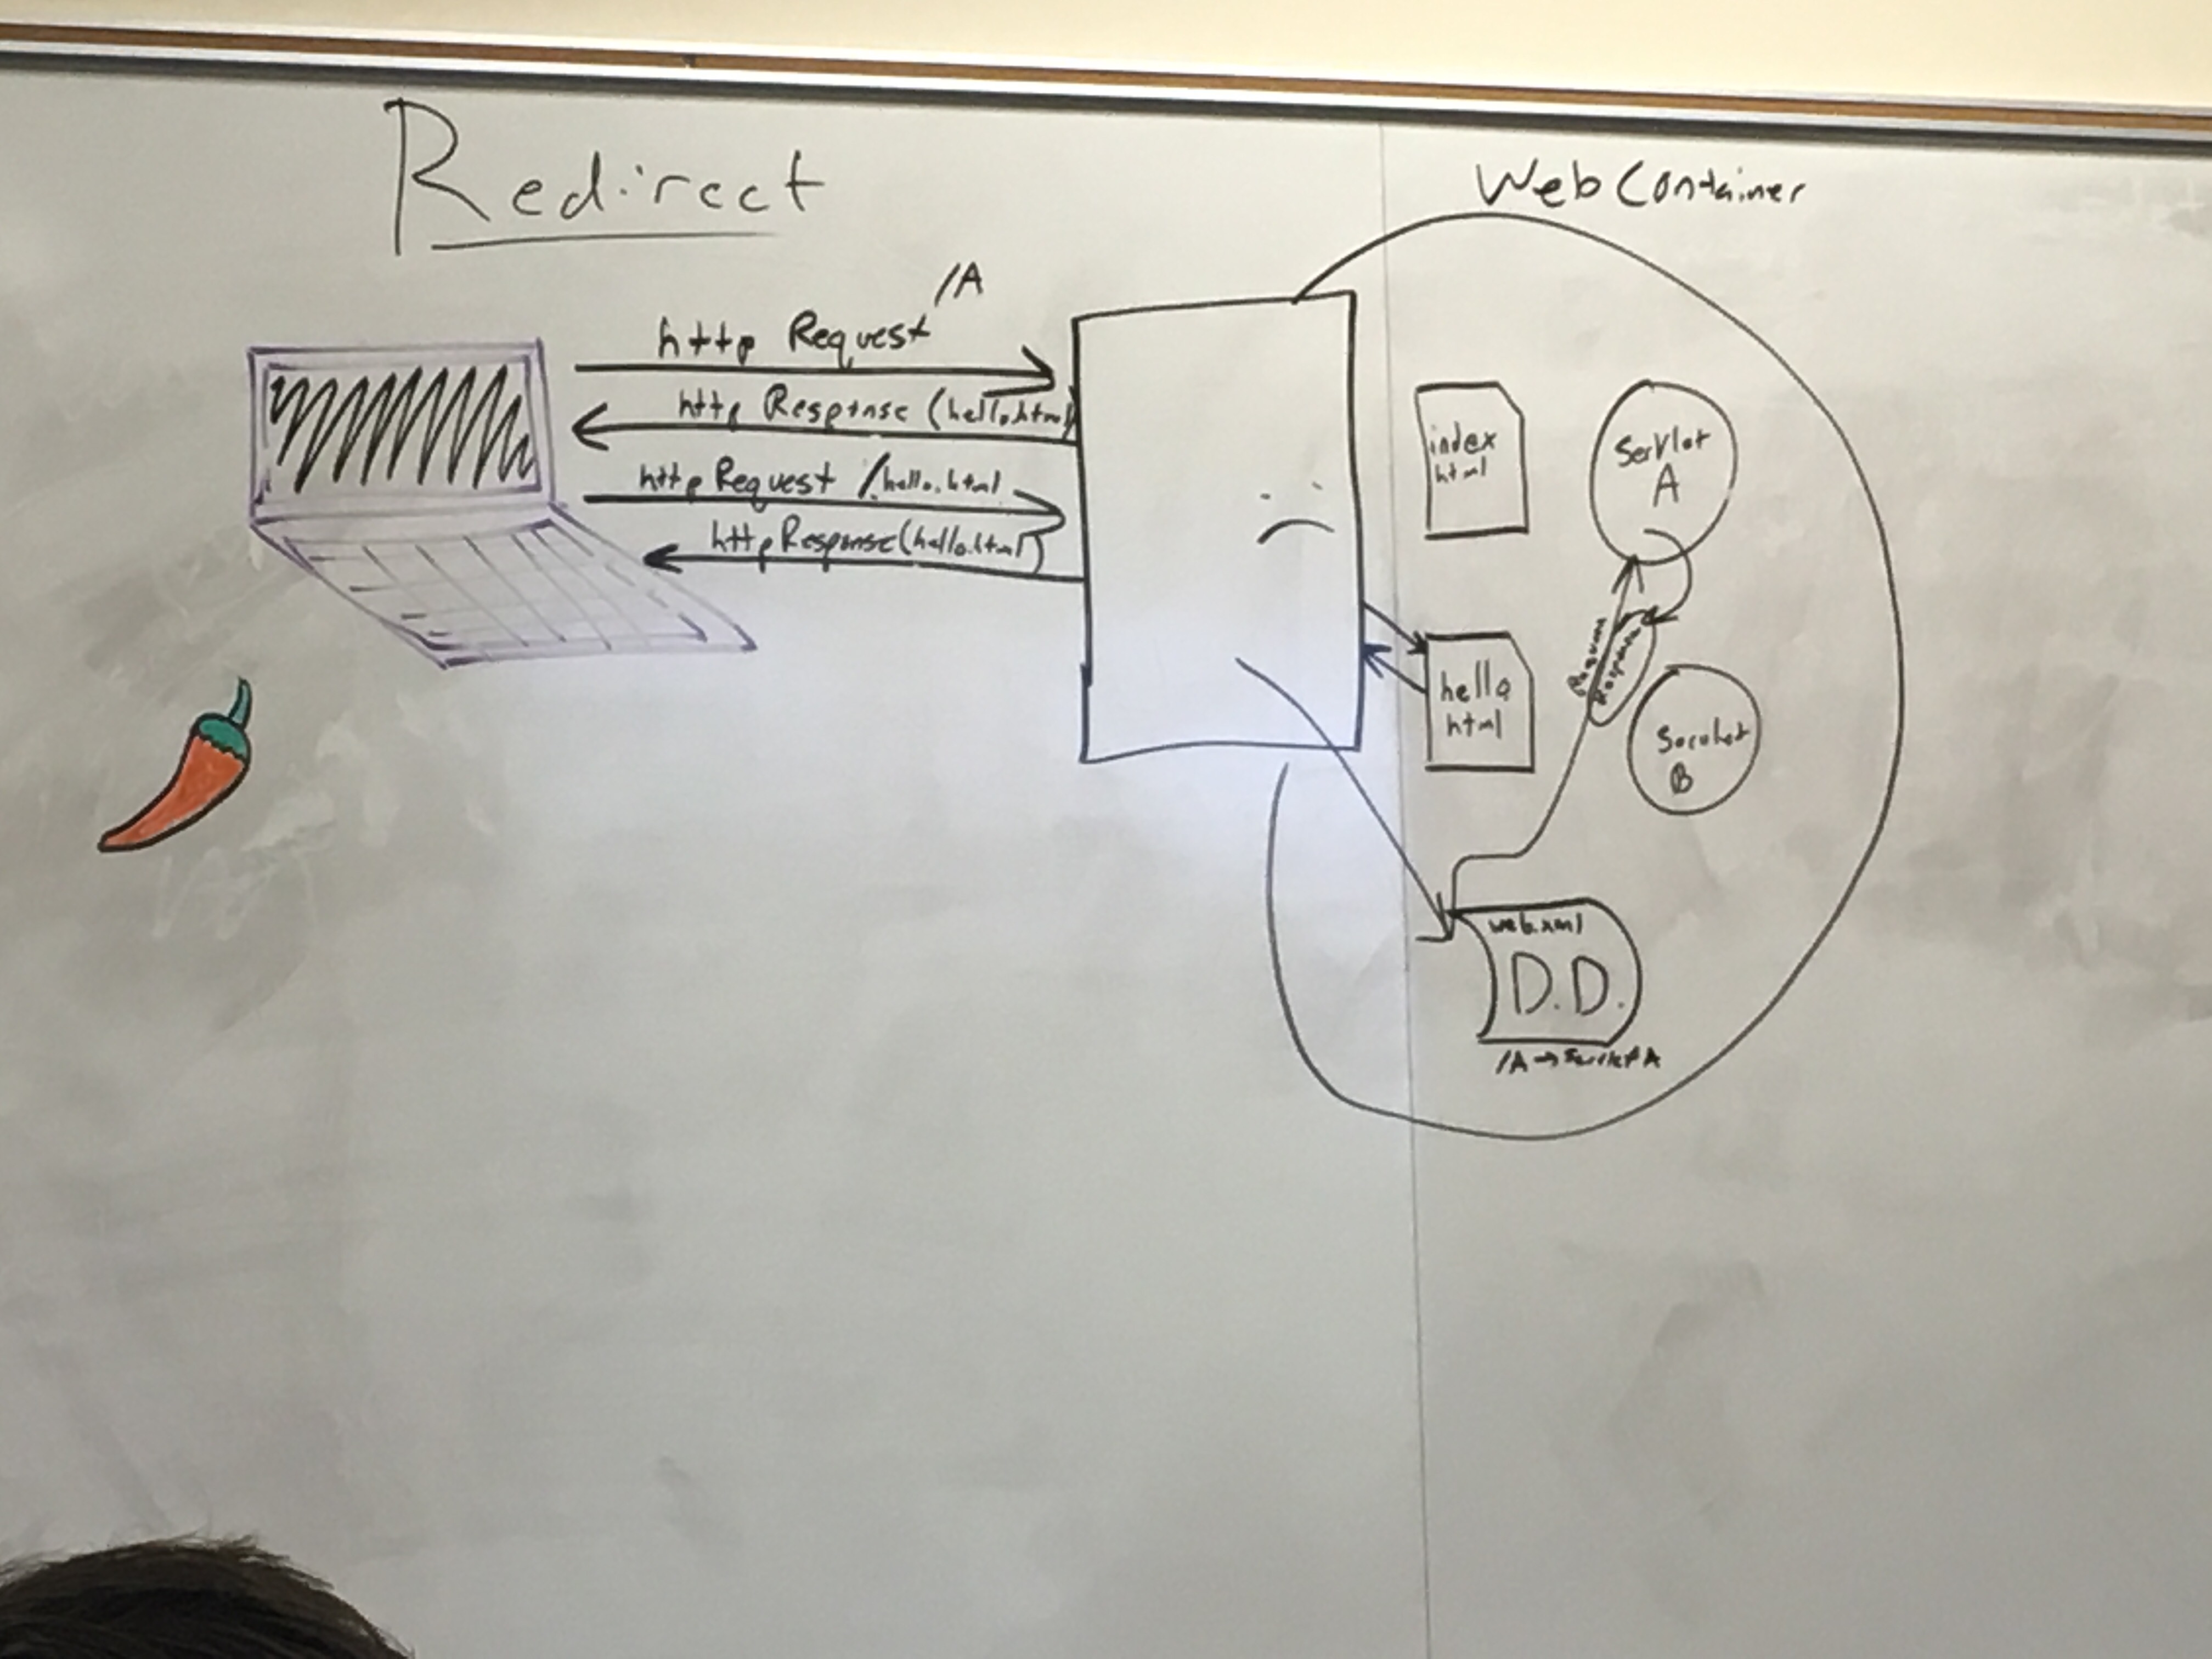 Redirect
Web Container
/A
http Request
http Response (hello.html)
http Request /hello.html
http Response (hello.html)
index
html
Servlet
A
Request
Response
hello
html
Servlet
B
web.xml
D.D.
/A → Servlet A